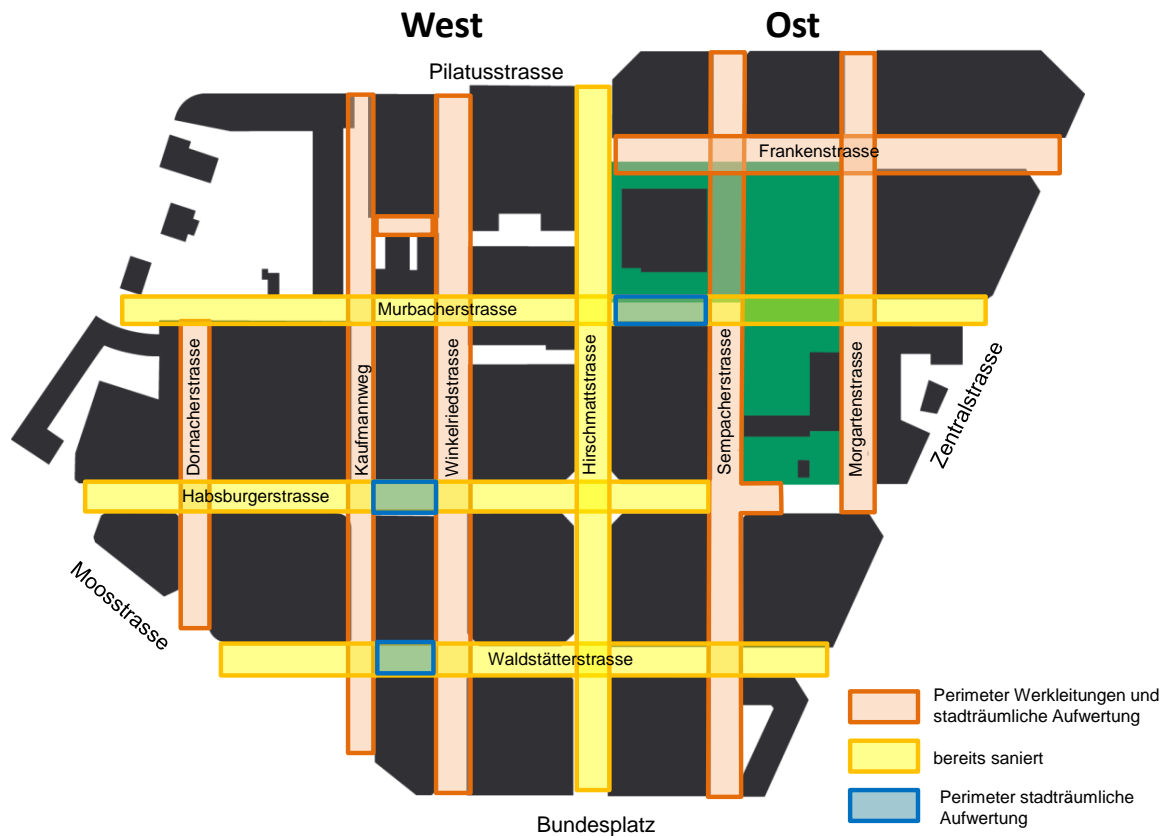 West
Ost
Pilatusstrasse
Frankenstrasse
Murbacherstrasse
Dornacherstrasse
Kaufmannweg
Winkelriedstrasse
Hirschmattstrasse
Sempacherstrasse
Morgartenstrasse
Zentralstrasse
Habsburgerstrasse
Moosstrasse
Waldstätterstrasse
Perimeter Werkleitungen und
stadträumliche Aufwertung
bereits saniert
Perimeter stadträumliche
Aufwertung
Bundesplatz